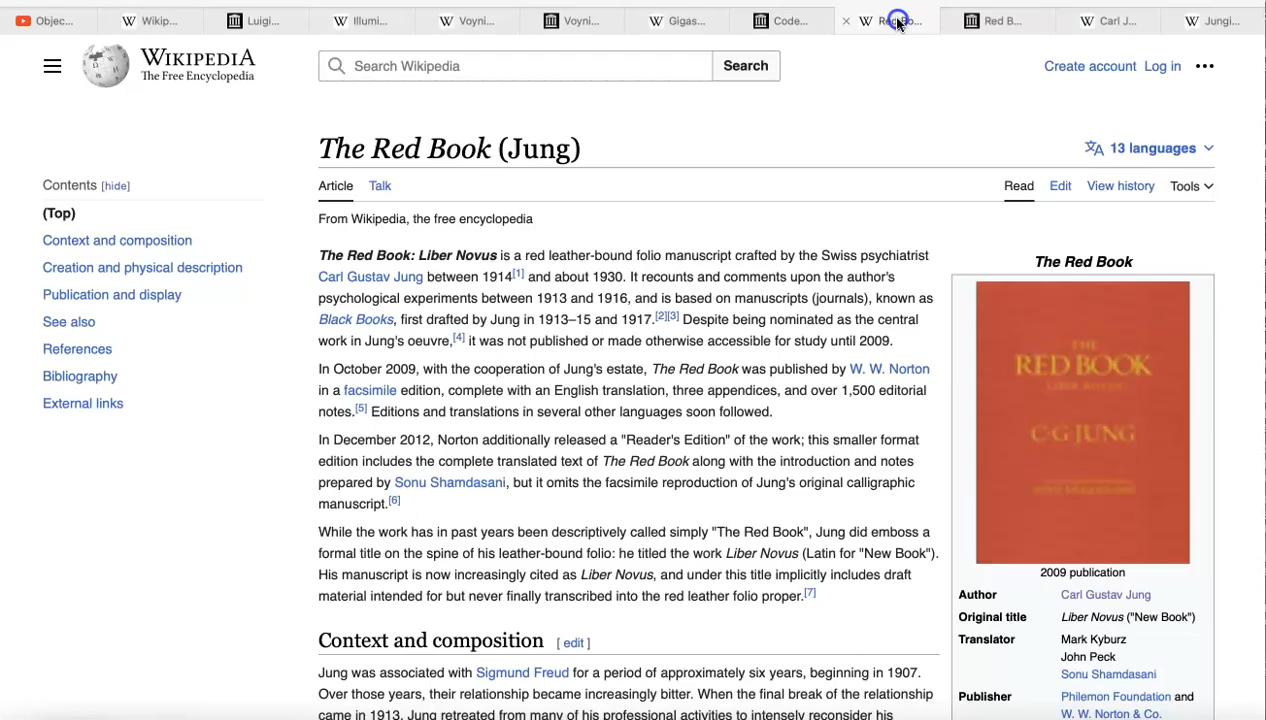 Objec...
Wikip...
Luigi...
Illumi...
Voyni...
Voyni...
Gigas...
Code...
Red B...
Carl J...
Jungi...
WIKIPEDIA
The Free Encyclopedia
Search Wikipedia
Search
Create account Log in •••
The Red Book (Jung)
13 languages
Contents [hide]
(Top)
Context and composition
Creation and physical description
Publication and display
See also
References
Bibliography
External links
Article Talk
Read Edit View history Tools
From Wikipedia, the free encyclopedia
The Red Book: Liber Novus is a red leather-bound folio manuscript crafted by the Swiss psychiatrist
Carl Gustav Jung between 1914[1] and about 1930. It recounts and comments upon the author's
psychological experiments between 1913 and 1916, and is based on manuscripts (journals), known as
Black Books, first drafted by Jung in 1913–15 and 1917.[2][3] Despite being nominated as the central
work in Jung's oeuvre,[4] it was not published or made otherwise accessible for study until 2009.
In October 2009, with the cooperation of Jung's estate, The Red Book was published by W. W. Norton
in a facsimile edition, complete with an English translation, three appendices, and over 1,500 editorial
notes.[5] Editions and translations in several other languages soon followed.
In December 2012, Norton additionally released a "Reader's Edition" of the work; this smaller format
edition includes the complete translated text of The Red Book along with the introduction and notes
prepared by Sonu Shamdasani, but it omits the facsimile reproduction of Jung's original calligraphic
manuscript.[6]
While the work has in past years been descriptively called simply "The Red Book", Jung did emboss a
formal title on the spine of his leather-bound folio: he titled the work Liber Novus (Latin for "New Book").
His manuscript is now increasingly cited as Liber Novus, and under this title implicitly includes draft
material intended for but never finally transcribed into the red leather folio proper.[7]
Context and composition [ edit ]
Jung was associated with Sigmund Freud for a period of approximately six years, beginning in 1907.
Over those years, their relationship became increasingly bitter. When the final break of the relationship
came in 1913, Jung retreated from many of his professional activities to intensely reconsider his
The Red Book
THE
RED BOOK
LIBER NOVUS
C·G JUNG
2009 publication
Author Carl Gustav Jung
Original title Liber Novus ("New Book")
Translator Mark Kyburz
John Peck
Sonu Shamdasani
Publisher Philemon Foundation and
W. W. Norton & Co.